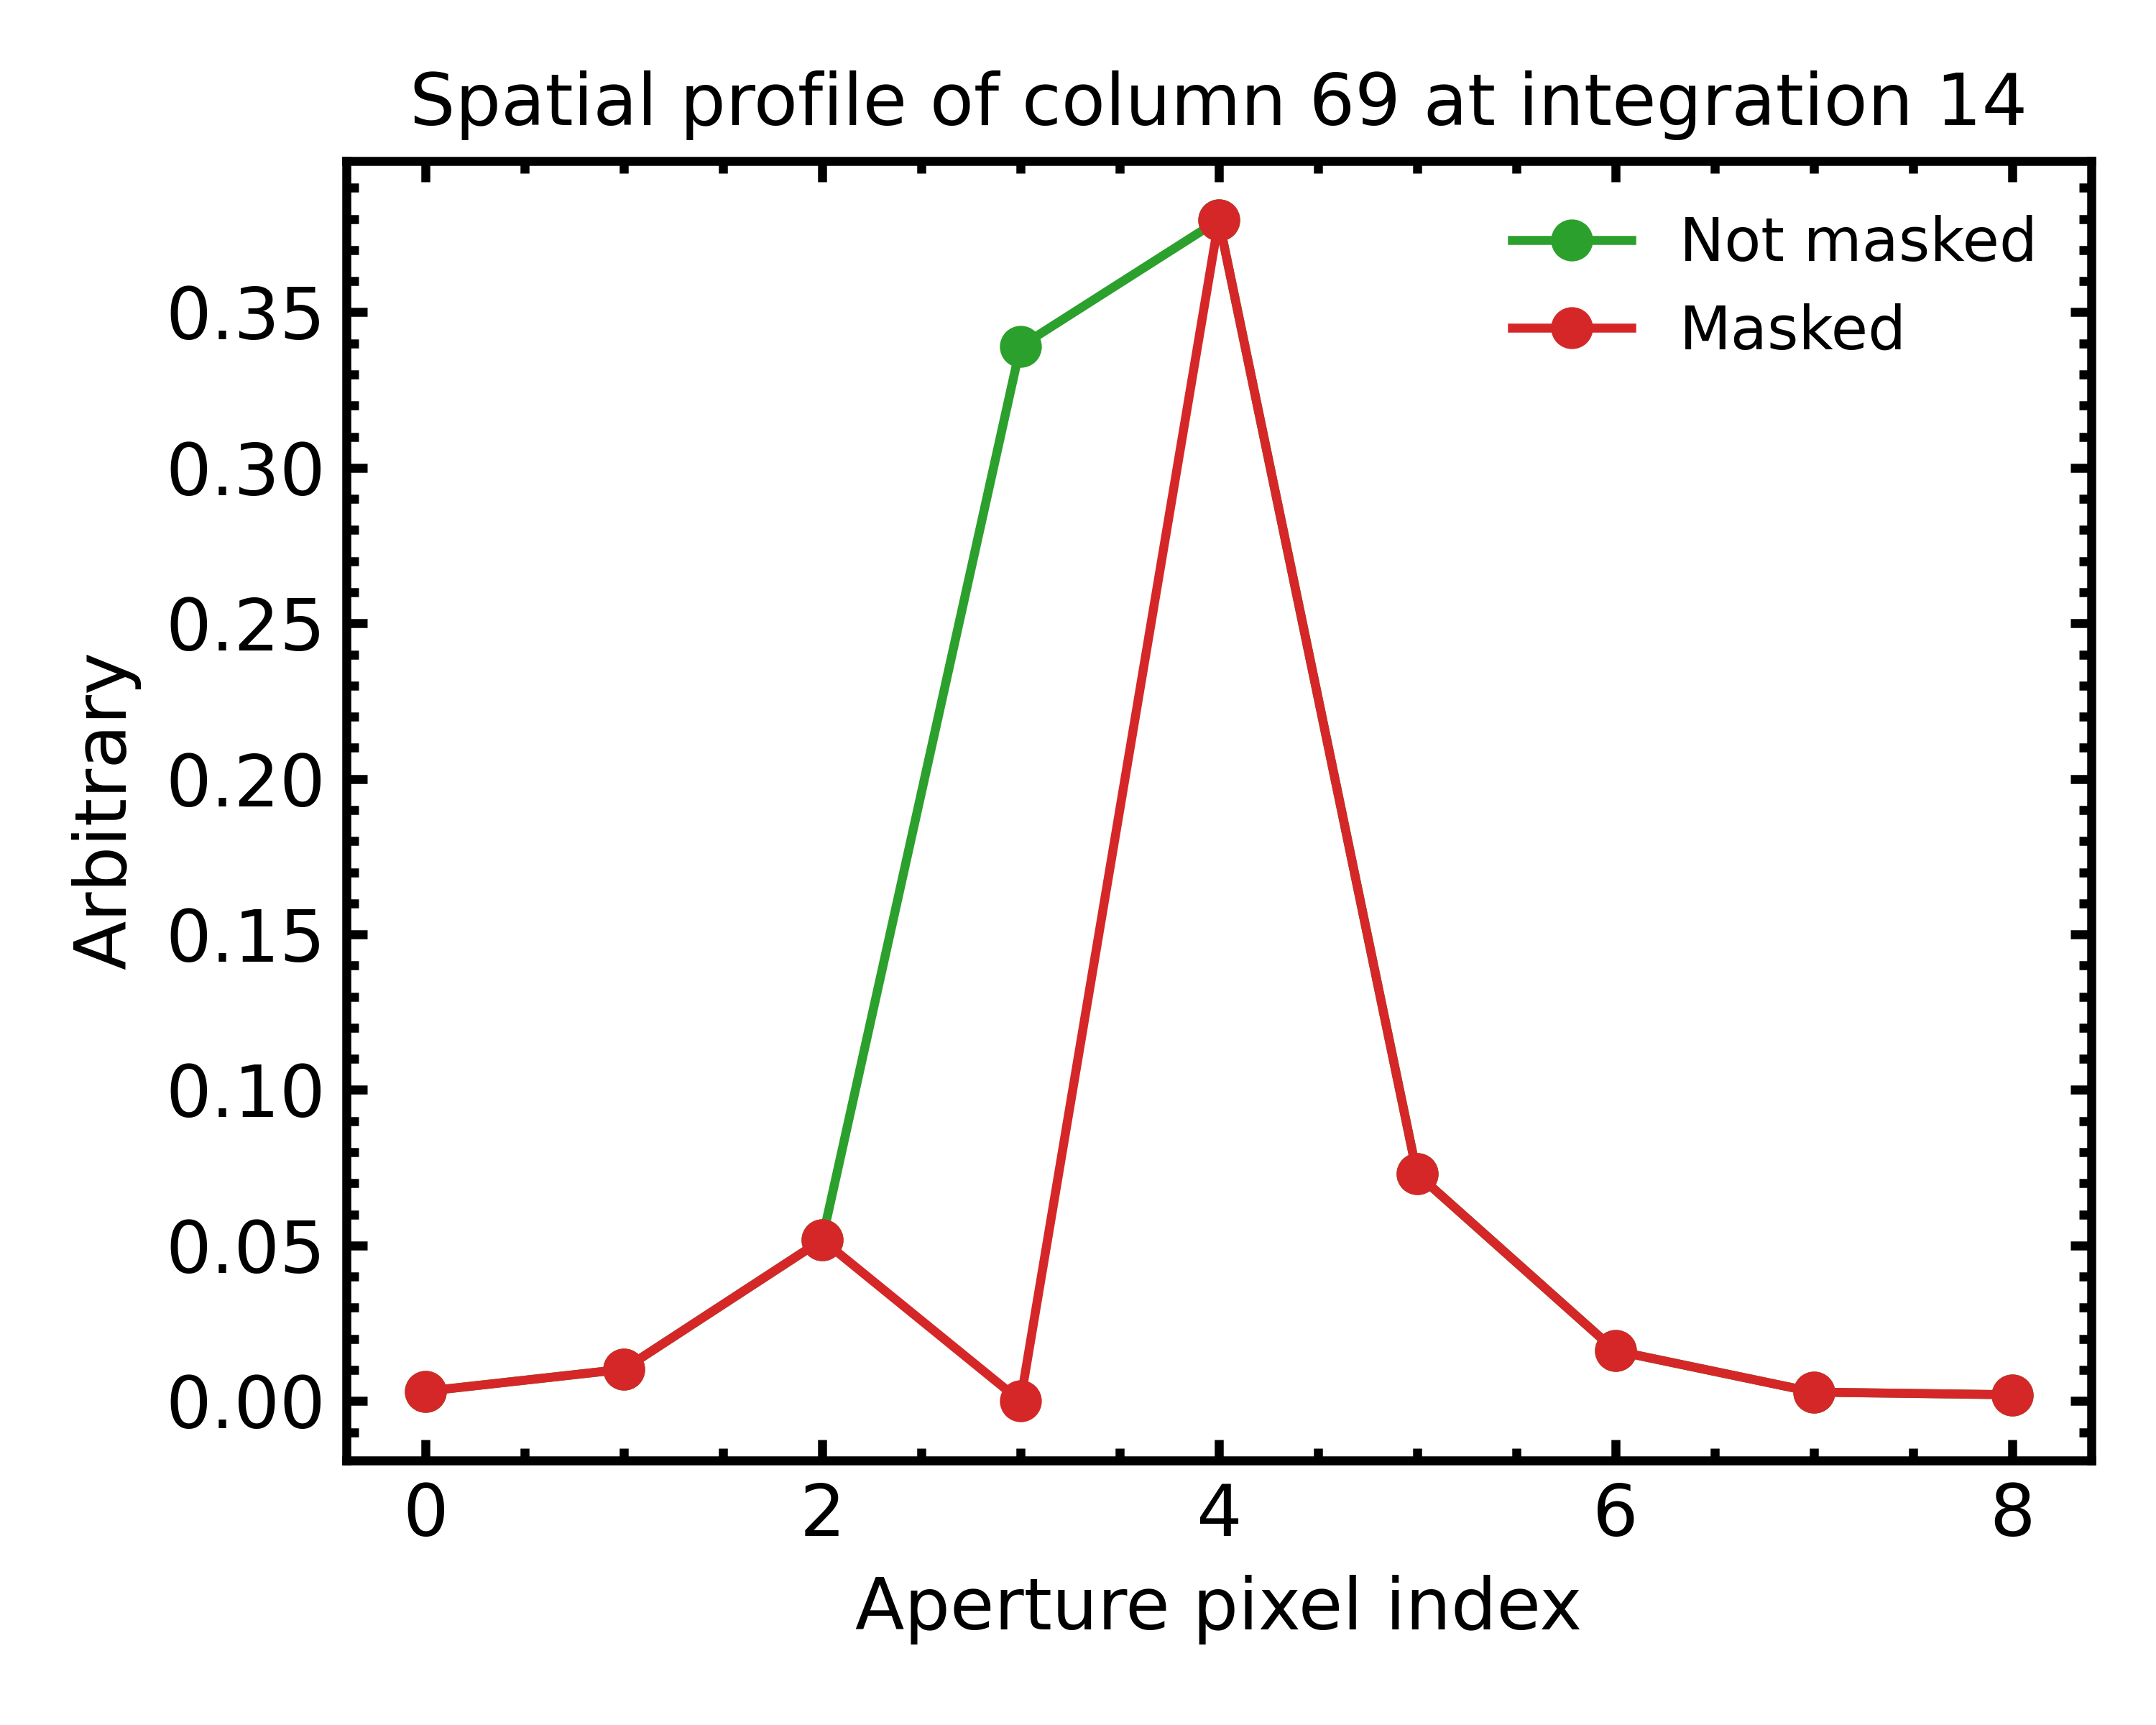 Spatial profile of column 69 at integration 14
Not masked
Masked
0.35
0.30
0.25
0.20
0.15
0.10
0.05
0.00
Arbitrary
0 2 4 6 8
Aperture pixel index